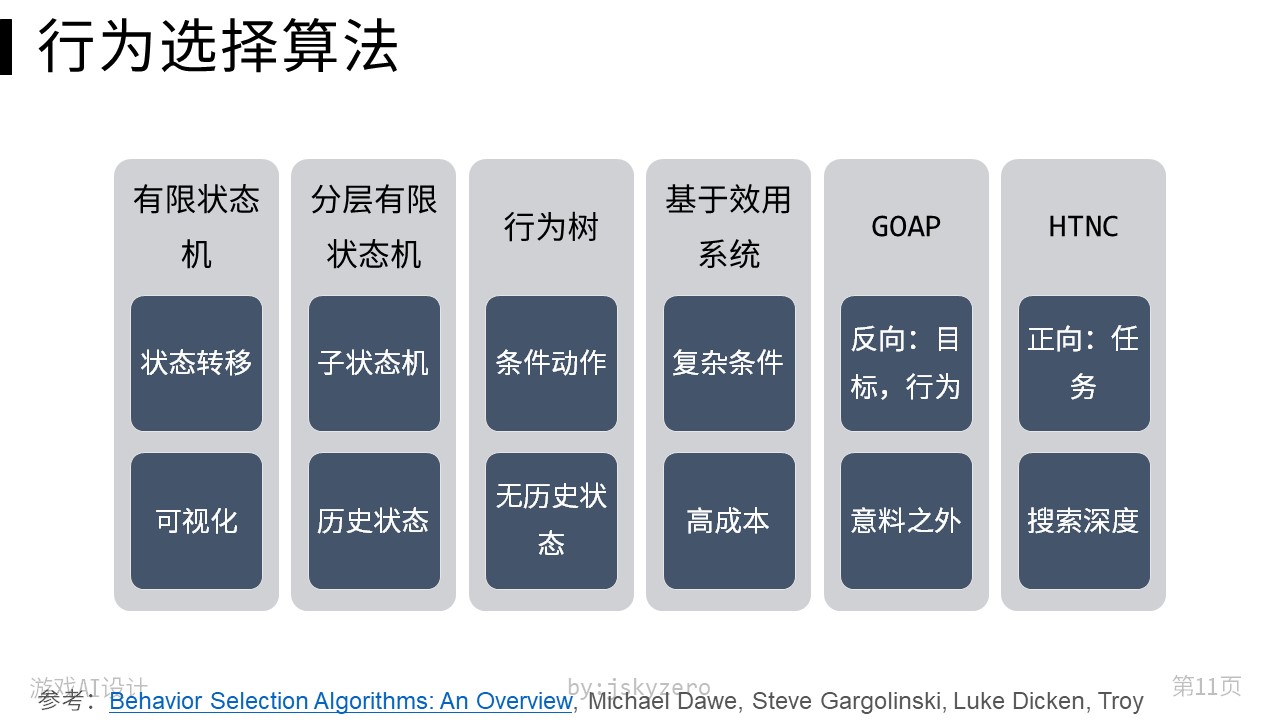 行为选择算法
有限状态
机
状态转移
可视化
分层有限
状态机
子状态机
历史状态
行为树
条件动作
无历史状
态
基于效用
系统
复杂条件
高成本
GOAP
反向：目
标，行为
意料之外
HTNC
正向：任
务
搜索深度
游戏AI设计
by:jskyzero
第11页
参考：Behavior Selection Algorithms: An Overview, Michael Dawe, Steve Gargolinski, Luke Dicken, Troy